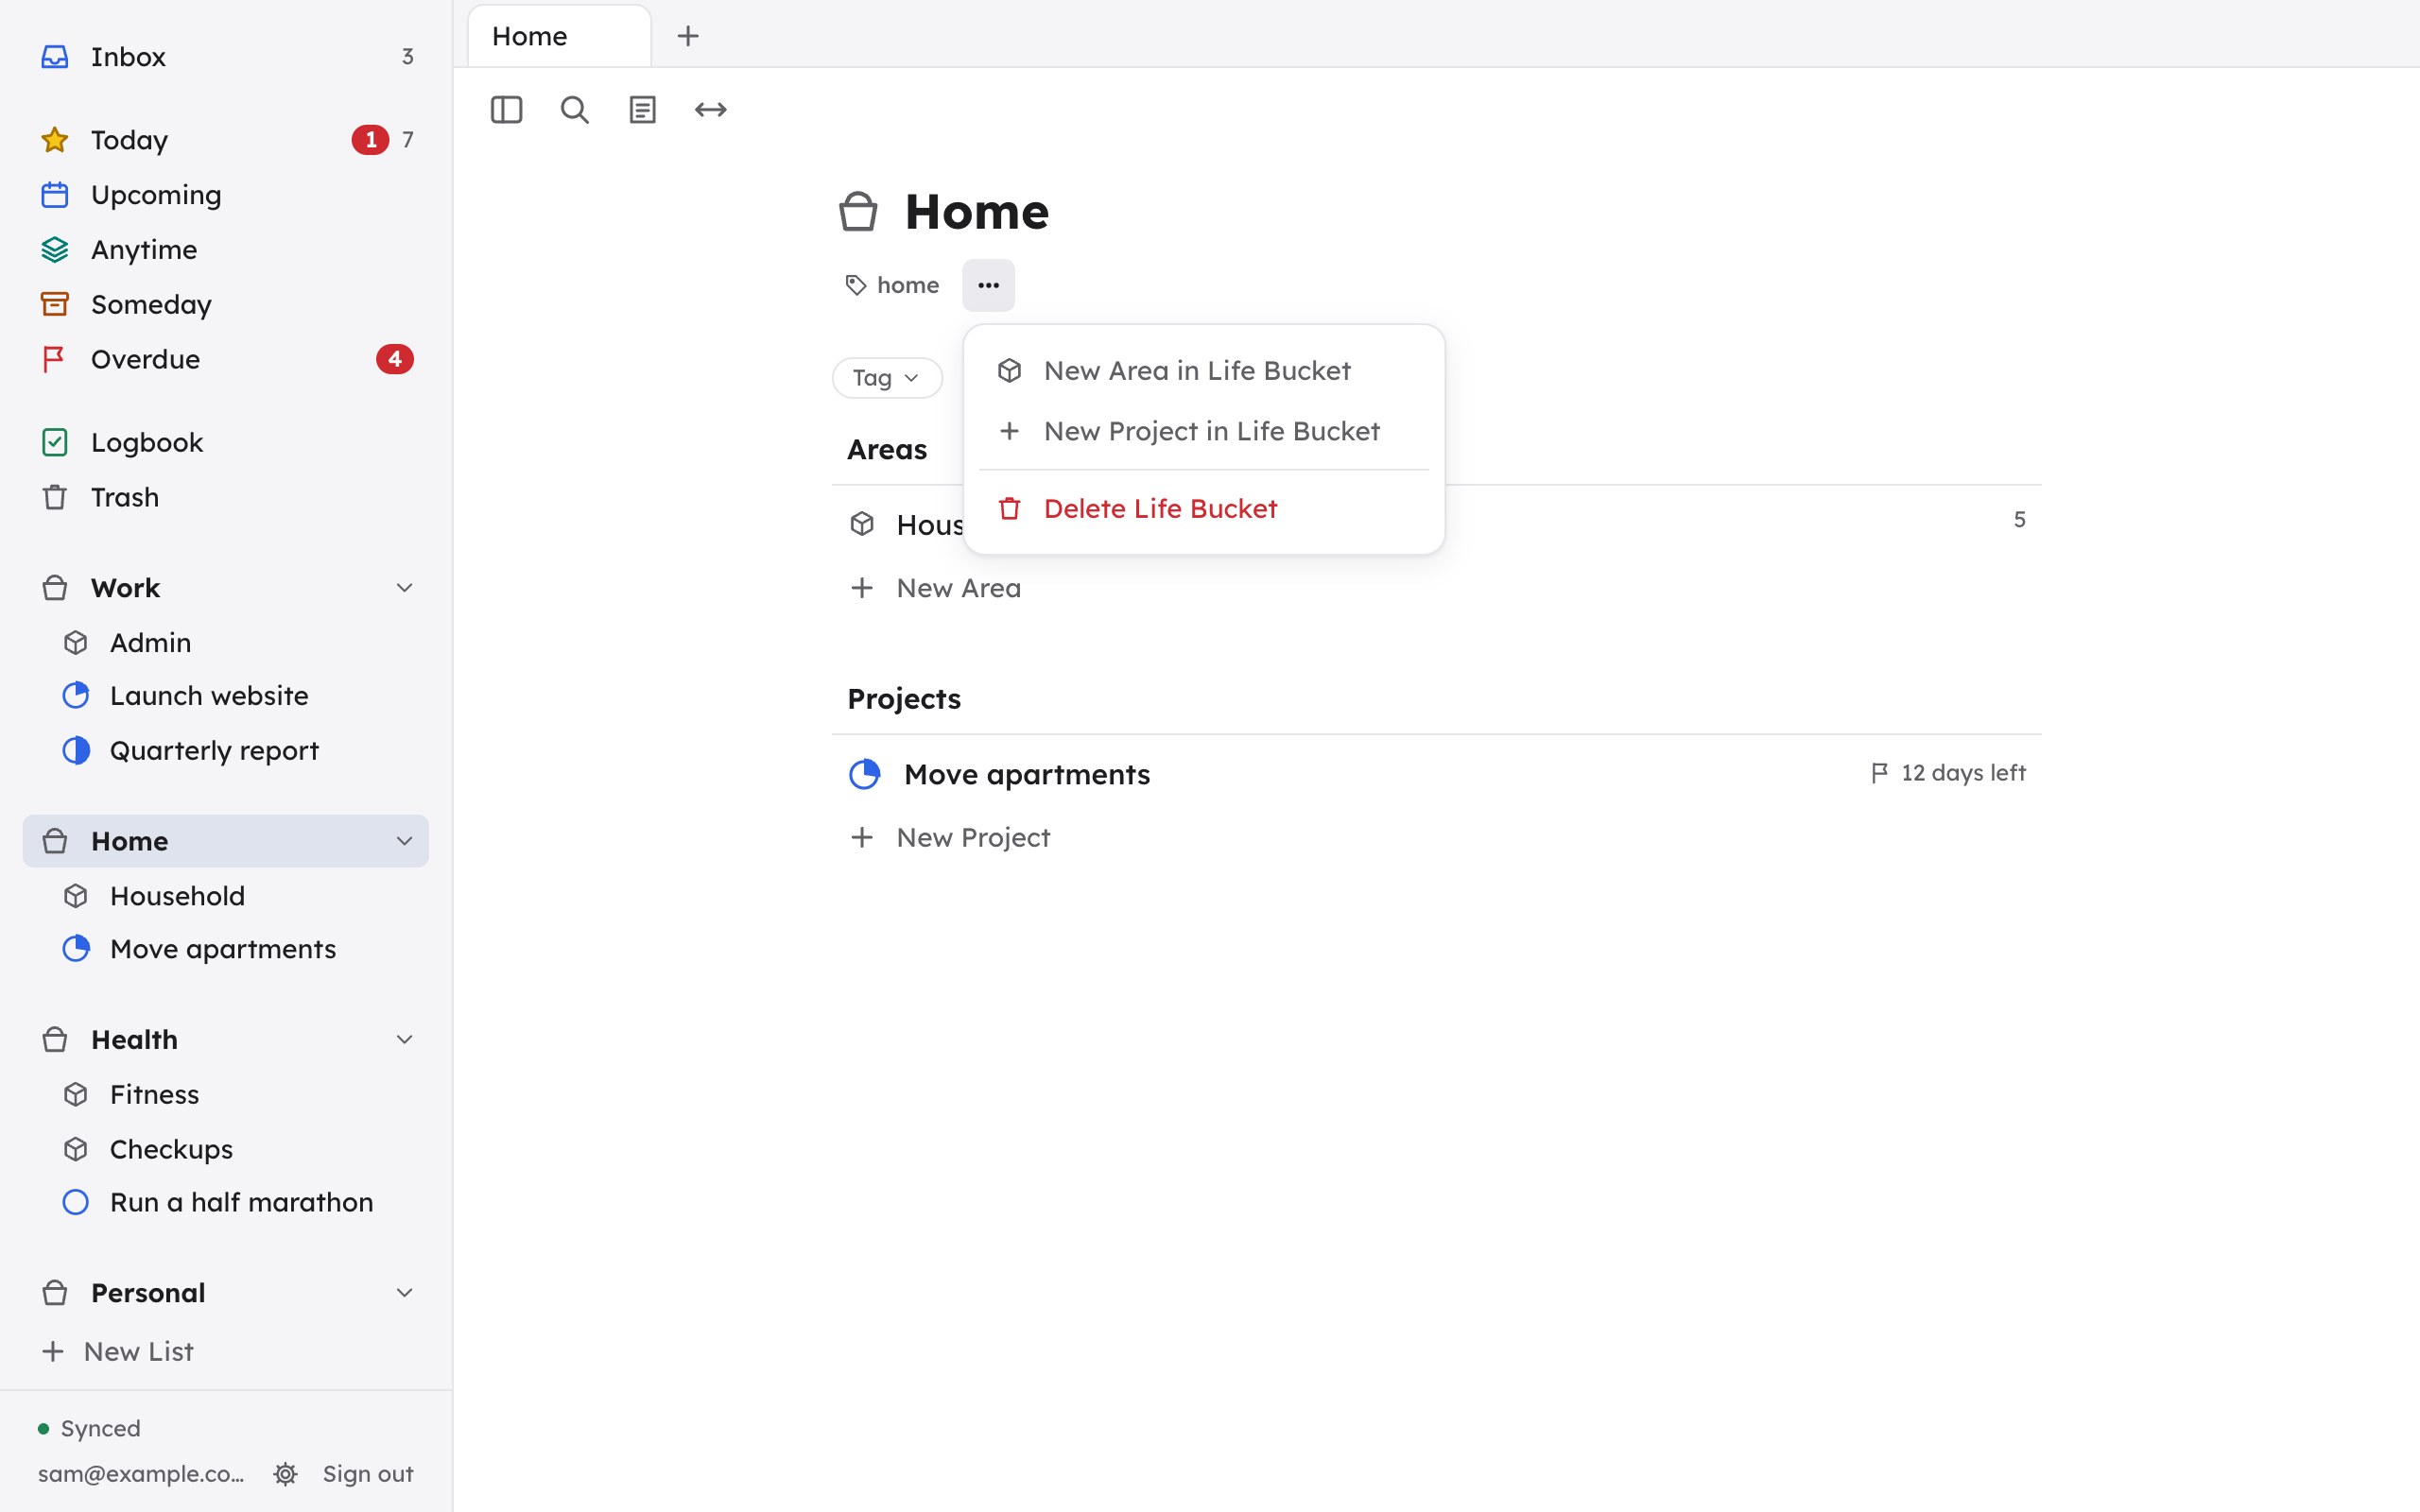 Inbox 3
Today 1 7
Upcoming
Anytime
Someday
Overdue 4
Logbook
Trash
Work
Admin
Launch website
Quarterly report
Home
Household
Move apartments
Health
Fitness
Checkups
Run a half marathon
Personal
New List
Synced
sam@example.co... Sign out
Home
Home
home
Tag
New Area in Life Bucket
New Project in Life Bucket
Delete Life Bucket
Areas
Hous 5
New Area
Projects
Move apartments 12 days left
New Project